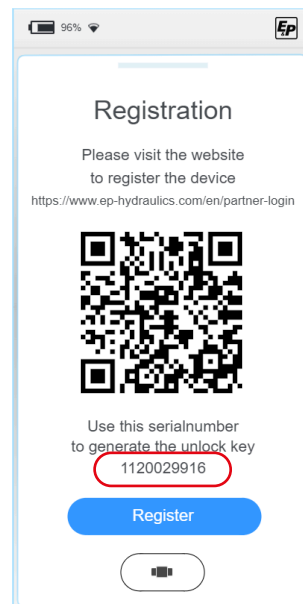 96%
EP
Registration
Please visit the website
to register the device
https://www.ep-hydraulics.com/en/partner-login
Use this serialnumber
to generate the unlock key
1120029916
Register